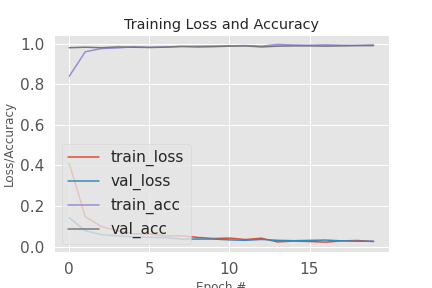 Training Loss and Accuracy
Loss/Accuracy
1.0
0.8
0.6
0.4
0.2
0.0
train_loss
val_loss
train_acc
val_acc
0 5 10 15
Epoch #